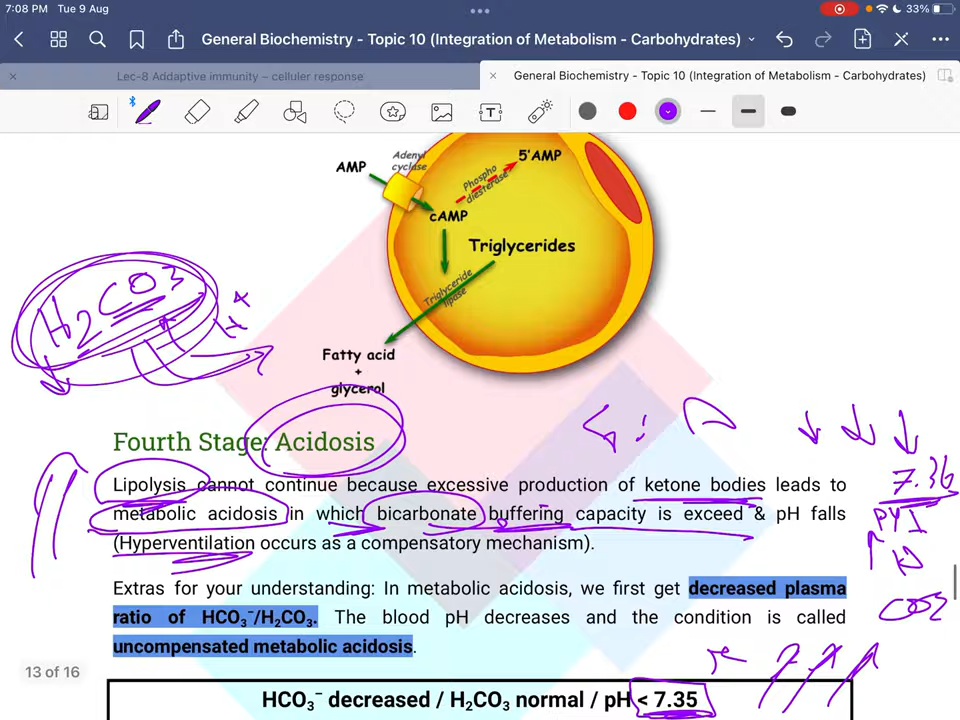 7:08 PM Tue 9 Aug
33%
General Biochemistry - Topic 10 (Integration of Metabolism - Carbohydrates)
Lec-8 Addaptive immunity – celluler response
General Biochemistry - Topic 10 (Integration of Metabolism - Carbohydrates)
AMP
Adenyl
cyclase
Phospho
diesterase
5'AMP
cAMP
Triglycerides
Triglyceride
lipase
Fatty acid
+
glycerol
H2CO3
Fourth Stage: Acidosis
Lipolysis cannot continue because excessive production of ketone bodies leads to
metabolic acidosis in which bicarbonate buffering capacity is exceed & pH falls
(Hyperventilation occurs as a compensatory mechanism).
7.36
CO2
Extras for your understanding: In metabolic acidosis, we first get decreased plasma
ratio of HCO₃⁻/H₂CO₃. The blood pH decreases and the condition is called
uncompensated metabolic acidosis.
13 of 16
HCO₃⁻ decreased / H₂CO₃ normal / pH < 7.35